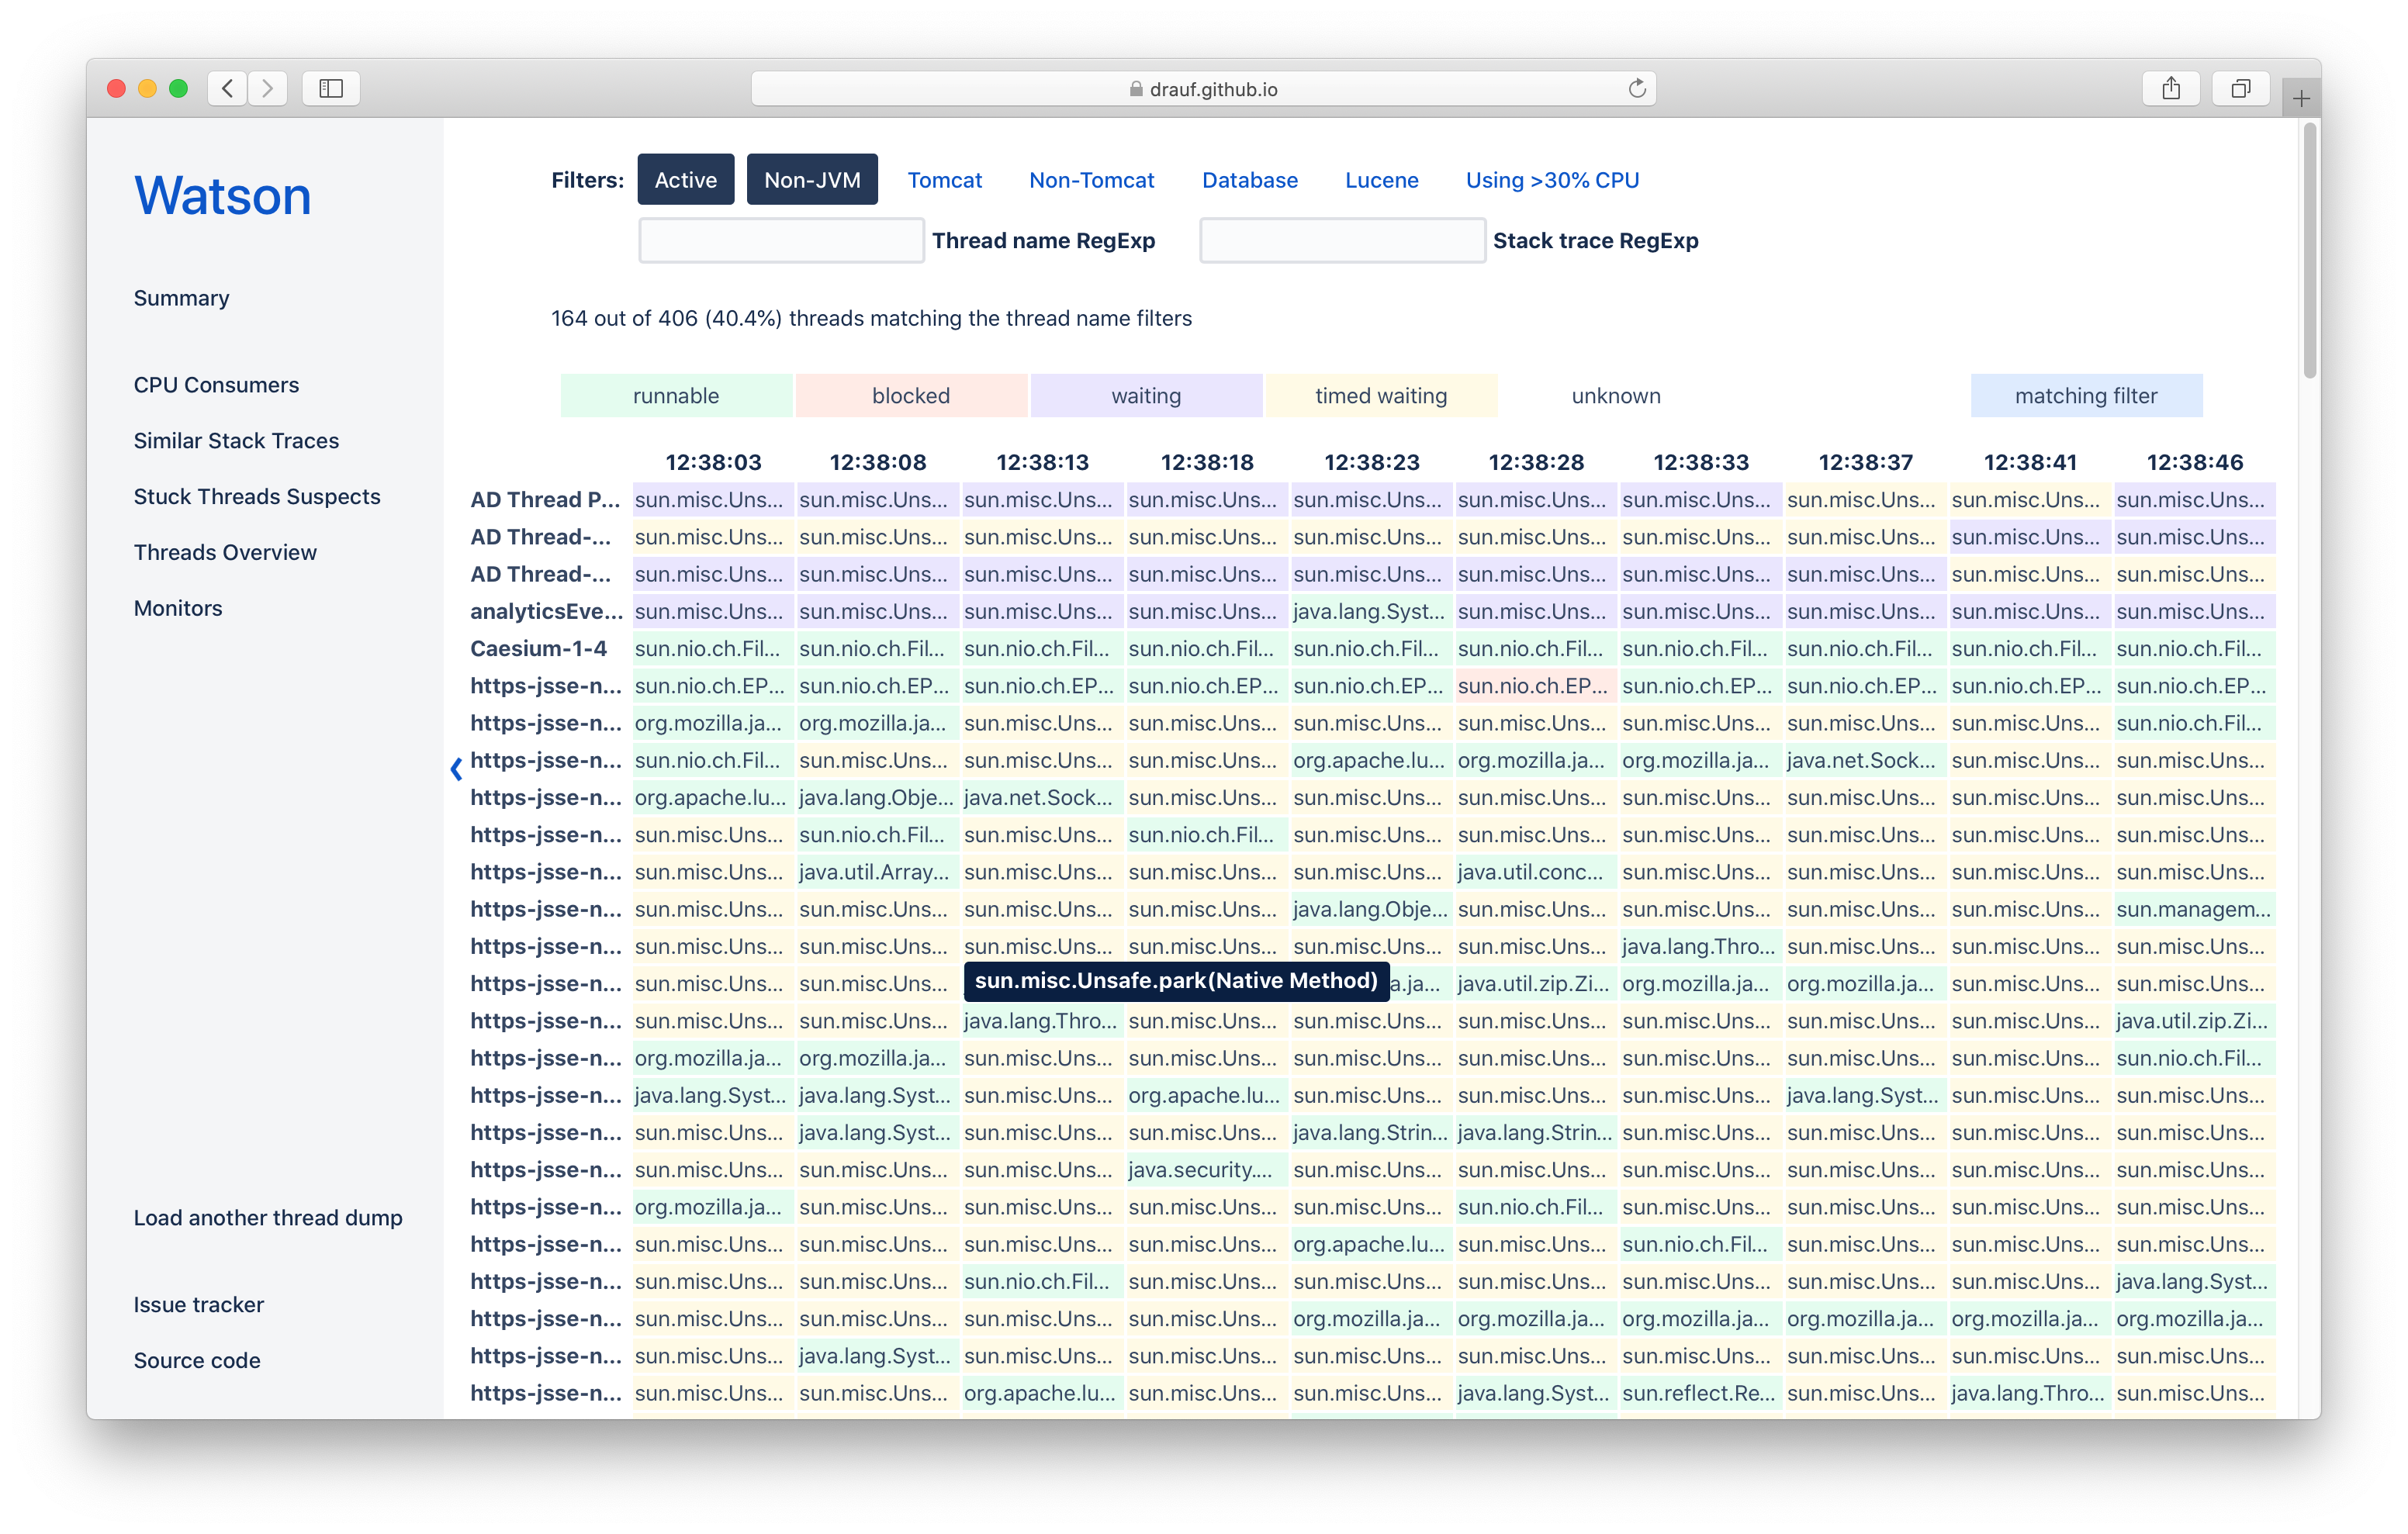 drauf.github.io
Watson
Summary
CPU Consumers
Similar Stack Traces
Stuck Threads Suspects
Threads Overview
Monitors
Load another thread dump
Issue tracker
Source code
Filters: Active Non-JVM Tomcat Non-Tomcat Database Lucene Using >30% CPU
Thread name RegExp Stack trace RegExp
164 out of 406 (40.4%) threads matching the thread name filters
runnable blocked waiting timed waiting unknown matching filter
12:38:03 12:38:08 12:38:13 12:38:18 12:38:23 12:38:28 12:38:33 12:38:37 12:38:41 12:38:46
AD Thread P... sun.misc.Uns... sun.misc.Uns... sun.misc.Uns... sun.misc.Uns... sun.misc.Uns... sun.misc.Uns... sun.misc.Uns... sun.misc.Uns... sun.misc.Uns... sun.misc.Uns...
AD Thread-... sun.misc.Uns... sun.misc.Uns... sun.misc.Uns... sun.misc.Uns... sun.misc.Uns... sun.misc.Uns... sun.misc.Uns... sun.misc.Uns... sun.misc.Uns... sun.misc.Uns...
AD Thread-... sun.misc.Uns... sun.misc.Uns... sun.misc.Uns... sun.misc.Uns... sun.misc.Uns... sun.misc.Uns... sun.misc.Uns... sun.misc.Uns... sun.misc.Uns... sun.misc.Uns...
analyticsEve... sun.misc.Uns... sun.misc.Uns... sun.misc.Uns... sun.misc.Uns... java.lang.Syst... sun.misc.Uns... sun.misc.Uns... sun.misc.Uns... sun.misc.Uns... sun.misc.Uns...
Caesium-1-4 sun.nio.ch.Fil... sun.nio.ch.Fil... sun.nio.ch.Fil... sun.nio.ch.Fil... sun.nio.ch.Fil... sun.nio.ch.Fil... sun.nio.ch.Fil... sun.nio.ch.Fil... sun.nio.ch.Fil... sun.nio.ch.Fil...
https-jsse-n... sun.nio.ch.EP... sun.nio.ch.EP... sun.nio.ch.EP... sun.nio.ch.EP... sun.nio.ch.EP... sun.nio.ch.EP... sun.nio.ch.EP... sun.nio.ch.EP... sun.nio.ch.EP... sun.nio.ch.EP...
https-jsse-n... org.mozilla.ja... org.mozilla.ja... sun.misc.Uns... sun.misc.Uns... sun.misc.Uns... sun.misc.Uns... sun.misc.Uns... sun.misc.Uns... sun.misc.Uns... sun.nio.ch.Fil...
https-jsse-n... sun.nio.ch.Fil... sun.misc.Uns... sun.misc.Uns... sun.misc.Uns... org.apache.lu... org.mozilla.ja... org.mozilla.ja... java.net.Sock... sun.misc.Uns... sun.misc.Uns...
https-jsse-n... org.apache.lu... java.lang.Obje... java.net.Sock... sun.misc.Uns... sun.misc.Uns... sun.misc.Uns... sun.misc.Uns... sun.misc.Uns... sun.misc.Uns... sun.misc.Uns...
https-jsse-n... sun.misc.Uns... sun.nio.ch.Fil... sun.misc.Uns... sun.nio.ch.Fil... sun.misc.Uns... sun.misc.Uns... sun.misc.Uns... sun.misc.Uns... sun.misc.Uns... sun.misc.Uns...
https-jsse-n... sun.misc.Uns... java.util.Array... sun.misc.Uns... sun.misc.Uns... sun.misc.Uns... java.util.conc... sun.misc.Uns... sun.misc.Uns... sun.misc.Uns... sun.misc.Uns...
https-jsse-n... sun.misc.Uns... sun.misc.Uns... sun.misc.Uns... sun.misc.Uns... java.lang.Obje... sun.misc.Uns... sun.misc.Uns... sun.misc.Uns... sun.misc.Uns... sun.managem...
https-jsse-n... sun.misc.Uns... sun.misc.Uns... sun.misc.Uns... sun.misc.Uns... sun.misc.Uns... sun.misc.Uns... java.lang.Thro... sun.misc.Uns... sun.misc.Uns... sun.misc.Uns...
https-jsse-n... sun.misc.Uns... sun.misc.Uns... sun.misc.Unsafe.park(Native Method) a.ja... java.util.zip.Zi... org.mozilla.ja... org.mozilla.ja... sun.misc.Uns... sun.misc.Uns...
https-jsse-n... sun.misc.Uns... sun.misc.Uns... java.lang.Thro... sun.misc.Uns... sun.misc.Uns... sun.misc.Uns... sun.misc.Uns... sun.misc.Uns... sun.misc.Uns... java.util.zip.Zi...
https-jsse-n... org.mozilla.ja... org.mozilla.ja... sun.misc.Uns... sun.misc.Uns... sun.misc.Uns... sun.misc.Uns... sun.misc.Uns... sun.misc.Uns... sun.misc.Uns... sun.nio.ch.Fil...
https-jsse-n... java.lang.Syst... java.lang.Syst... sun.misc.Uns... org.apache.lu... sun.misc.Uns... sun.misc.Uns... sun.misc.Uns... java.lang.Syst... sun.misc.Uns... sun.misc.Uns...
https-jsse-n... sun.misc.Uns... java.lang.Syst... sun.misc.Uns... sun.misc.Uns... java.lang.Strin... java.lang.Strin... sun.misc.Uns... sun.misc.Uns... sun.misc.Uns... sun.misc.Uns...
https-jsse-n... sun.misc.Uns... sun.misc.Uns... sun.misc.Uns... java.security.... sun.misc.Uns... sun.misc.Uns... sun.misc.Uns... sun.misc.Uns... sun.misc.Uns... sun.misc.Uns...
https-jsse-n... org.mozilla.ja... sun.misc.Uns... sun.misc.Uns... sun.misc.Uns... sun.misc.Uns... sun.nio.ch.Fil... sun.misc.Uns... sun.misc.Uns... sun.misc.Uns... sun.misc.Uns...
https-jsse-n... sun.misc.Uns... sun.misc.Uns... sun.misc.Uns... sun.misc.Uns... org.apache.lu... sun.misc.Uns... sun.nio.ch.Fil... sun.misc.Uns... sun.misc.Uns... sun.misc.Uns...
https-jsse-n... sun.misc.Uns... sun.misc.Uns... sun.nio.ch.Fil... sun.misc.Uns... sun.misc.Uns... sun.misc.Uns... sun.misc.Uns... sun.misc.Uns... sun.misc.Uns... java.lang.Syst...
https-jsse-n... sun.misc.Uns... sun.misc.Uns... sun.misc.Uns... sun.misc.Uns... org.mozilla.ja... org.mozilla.ja... org.mozilla.ja... org.mozilla.ja... org.mozilla.ja... org.mozilla.ja...
https-jsse-n... sun.misc.Uns... java.lang.Syst... sun.misc.Uns... sun.misc.Uns... sun.misc.Uns... sun.misc.Uns... sun.misc.Uns... sun.misc.Uns... sun.misc.Uns... sun.misc.Uns...
https-jsse-n... sun.misc.Uns... sun.misc.Uns... org.apache.lu... sun.misc.Uns... sun.misc.Uns... java.lang.Syst... sun.reflect.Re... sun.misc.Uns... java.lang.Thro... sun.misc.Uns...